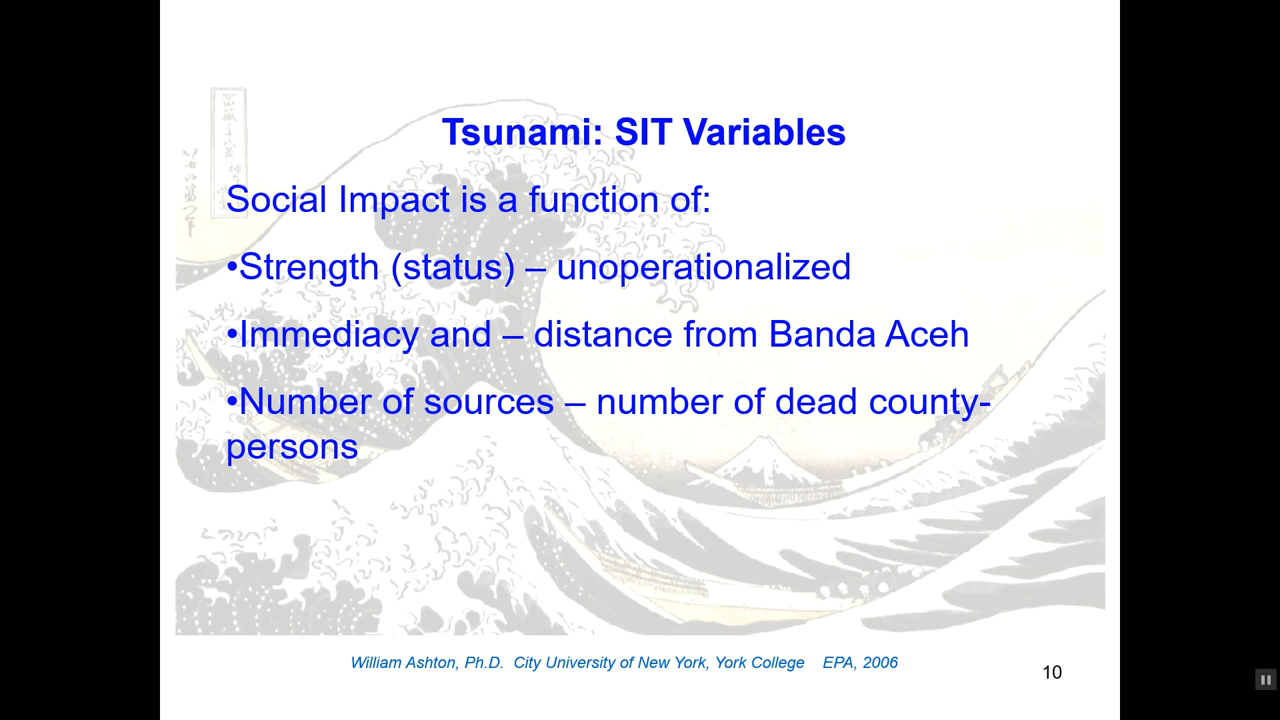 Tsunami: SIT Variables
Social Impact is a function of:
•Strength (status) – unoperationalized
•Immediacy and – distance from Banda Aceh
•Number of sources – number of dead county-
persons
William Ashton, Ph.D.  City University of New York, York College    EPA, 2006
10